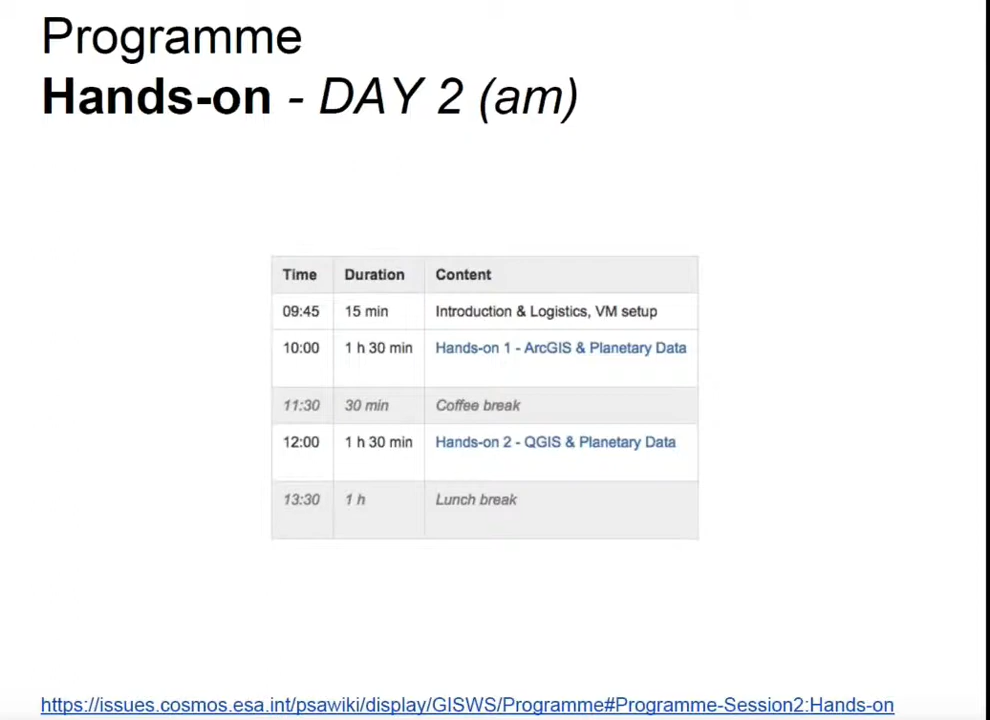 Programme
Hands-on - DAY 2 (am)
Time Duration Content
09:45 15 min Introduction & Logistics, VM setup
10:00 1 h 30 min Hands-on 1 - ArcGIS & Planetary Data
11:30 30 min Coffee break
12:00 1 h 30 min Hands-on 2 - QGIS & Planetary Data
13:30 1 h Lunch break
https://issues.cosmos.esa.int/psawiki/display/GISWS/Programme#Programme-Session2:Hands-on